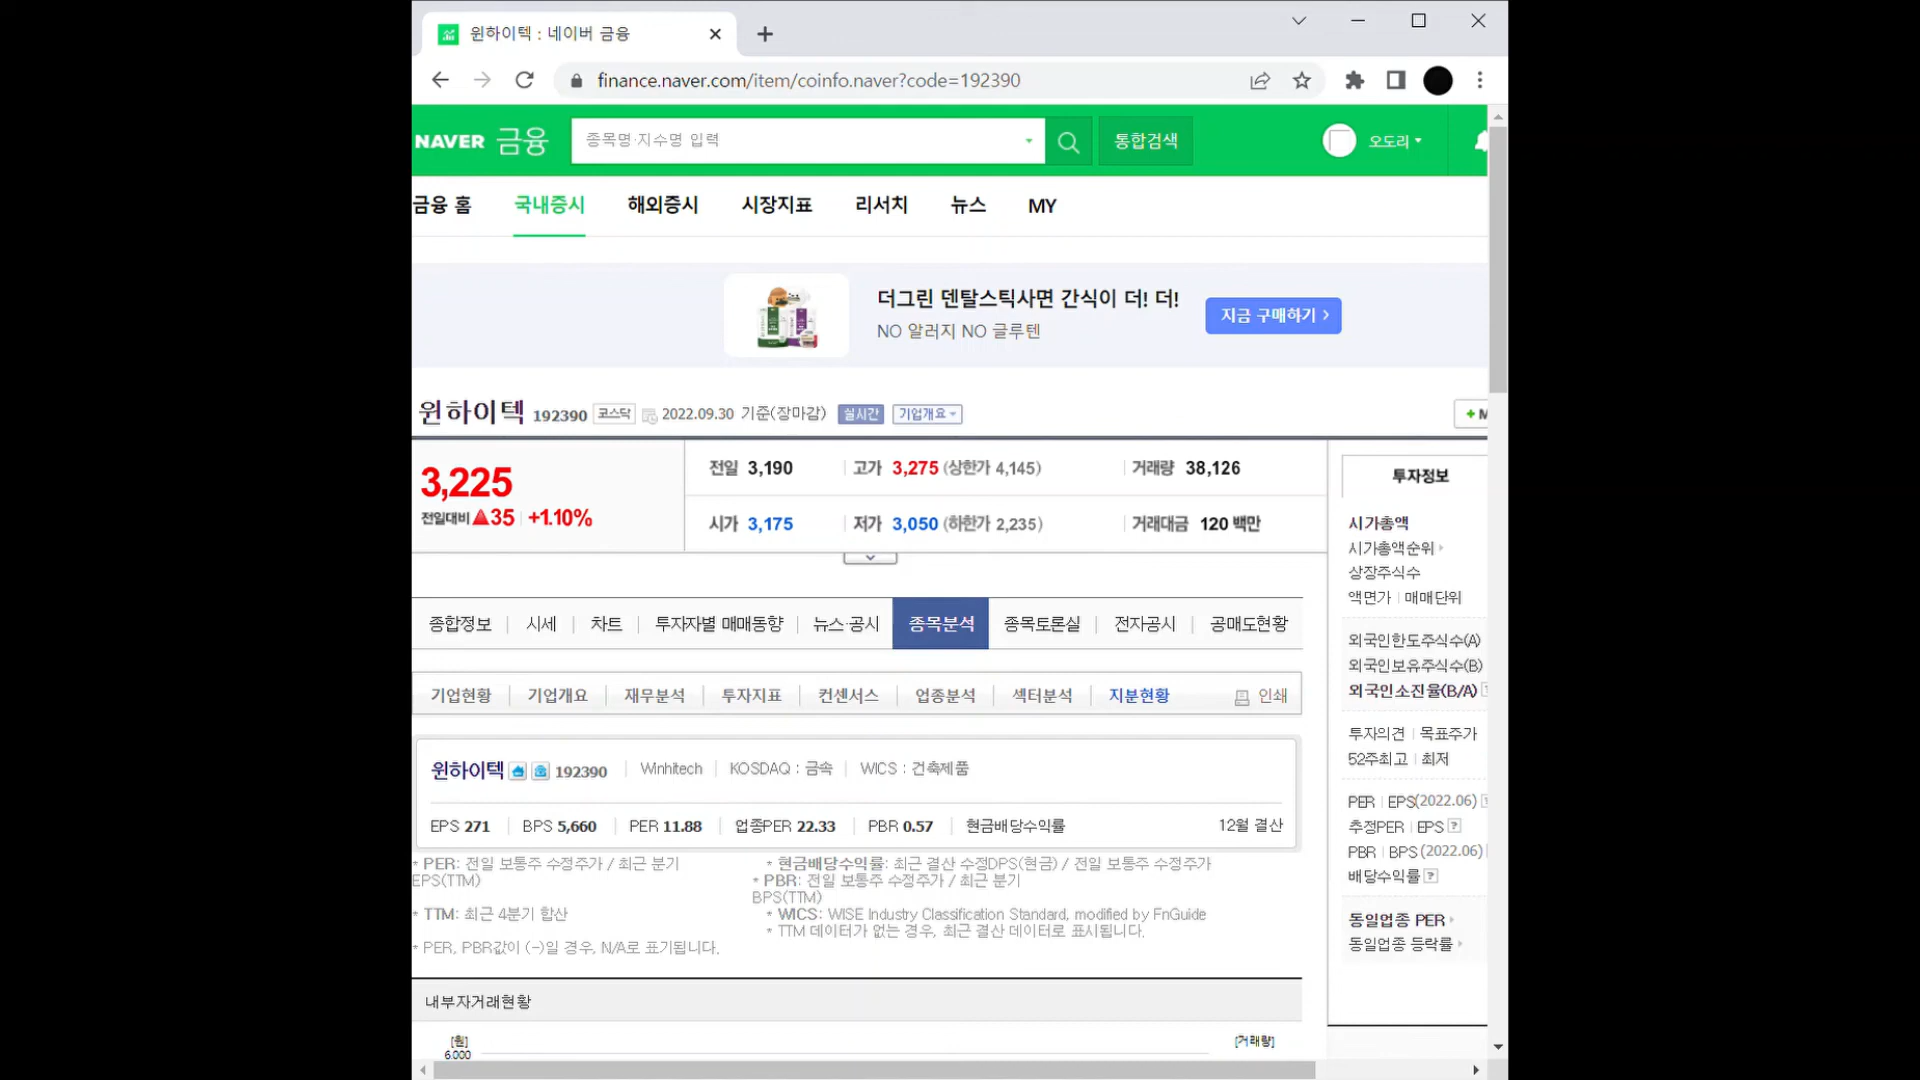 윈하이텍 : 네이버 금융
finance.naver.com/item/coinfo.naver?code=192390
NAVER 금융 종목명·지수명 입력 통합검색 오도리
금융 홈 국내증시 해외증시 시장지표 리서치 뉴스 MY
더그린 덴탈스틱사면 간식이 더! 더!
NO 알러지 NO 글루텐
지금 구매하기 >
윈하이텍 192390 코스닥 2022.09.30 기준(장마감) 실시간 기업개요
+ M
3,225
전일대비 ▲35 +1.10%
전일 3,190 고가 3,275 (상한가 4,145) 거래량 38,126
시가 3,175 저가 3,050 (하한가 2,235) 거래대금 120 백만
종합정보 시세 차트 투자자별 매매동향 뉴스·공시 종목분석 종목토론실 전자공시 공매도현황
기업현황 기업개요 재무분석 투자지표 컨센서스 업종분석 섹터분석 지분현황 인쇄
윈하이텍 192390 Winhitech KOSDAQ : 금속 WICS : 건축제품
EPS 271 BPS 5,660 PER 11.88 업종PER 22.33 PBR 0.57 현금배당수익률 12월 결산
* PER: 전일 보통주 수정주가 / 최근 분기
EPS(TTM)
* TTM: 최근 4분기 합산
* PER, PBR값이 (-)일 경우, N/A로 표기됩니다.
* 현금배당수익률: 최근 결산 수정DPS(현금) / 전일 보통주 수정주가
* PBR: 전일 보통주 수정주가 / 최근 분기
BPS(TTM)
* WICS: WISE Industry Classification Standard, modified by FnGuide
* TTM 데이터가 없는 경우, 최근 결산 데이터로 표시됩니다.
내부자거래현황
[원] [거래량]
6,000
투자정보
시가총액
시가총액순위
상장주식수
액면가 매매단위
외국인한도주식수(A)
외국인보유주식수(B)
외국인소진율(B/A)
투자의견 목표주가
52주최고 최저
PER EPS(2022.06)
추정PER EPS ?
PBR BPS (2022.06)
배당수익률 ?
동일업종 PER
동일업종 등락률